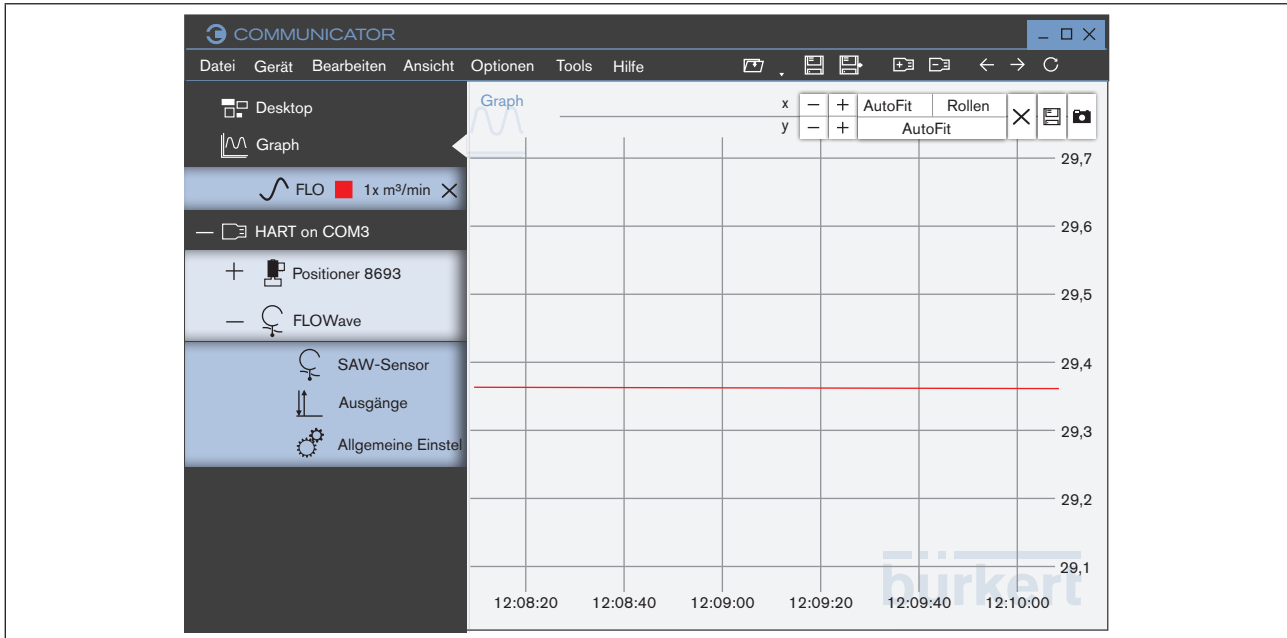 COMMUNICATOR
Datei Gerät Bearbeiten Ansicht Optionen Tools Hilfe
Desktop
Graph
FLO 1x m³/min
HART on COM3
Positioner 8693
FLOWave
SAW-Sensor
Ausgänge
Allgemeine Einstel
Graph
x − + AutoFit Rollen
y − + AutoFit
29,7
29,6
29,5
29,4
29,3
29,2
29,1
bürkert
12:08:20 12:08:40 12:09:00 12:09:20 12:09:40 12:10:00